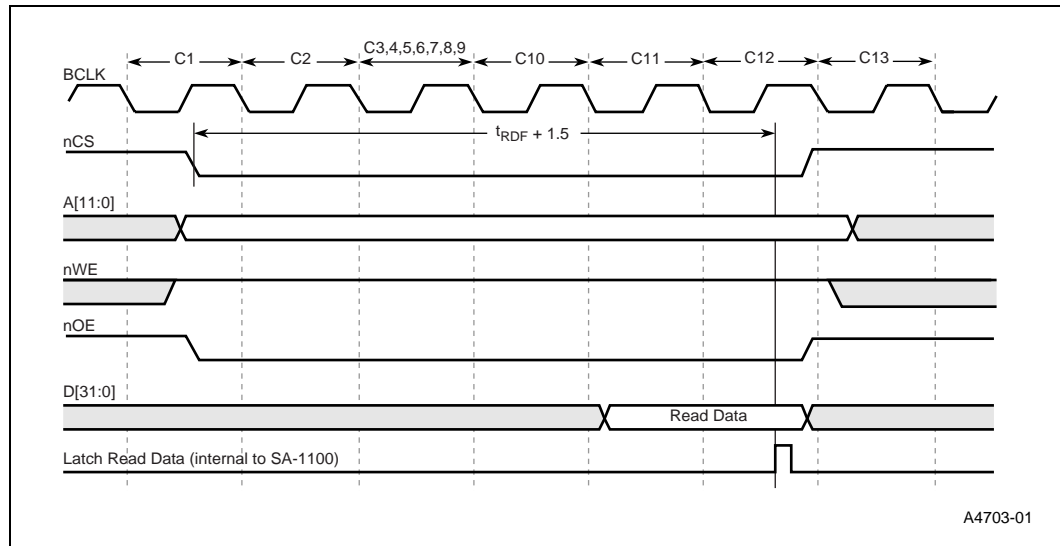 C1 C2 C3,4,5,6,7,8,9 C10 C11 C12 C13
BCLK
tRDF + 1.5
nCS
A[11:0]
nWE
nOE
D[31:0]
Read Data
Latch Read Data (internal to SA-1100)
A4703-01